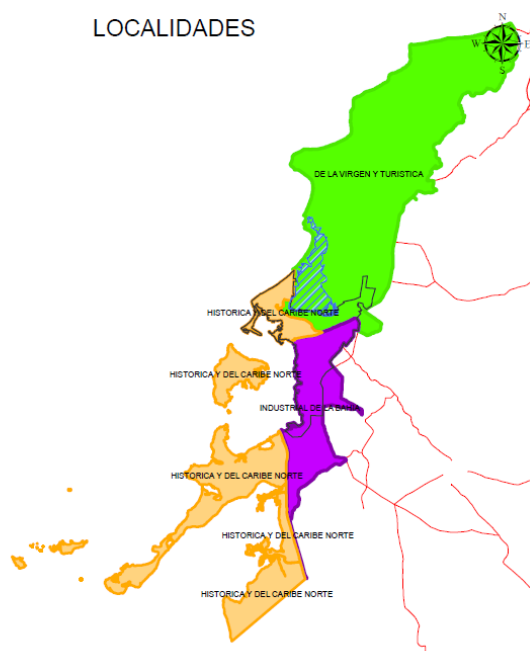 LOCALIDADES
N
W
E
S
DE LA VIRGEN Y TURISTICA
HISTORICA Y DEL CARIBE NORTE
HISTORICA Y DEL CARIBE NORTE
INDUSTRIAL DE LA BAHIA
HISTORICA Y DEL CARIBE NORTE
HISTORICA Y DEL CARIBE NORTE
HISTORICA Y DEL CARIBE NORTE